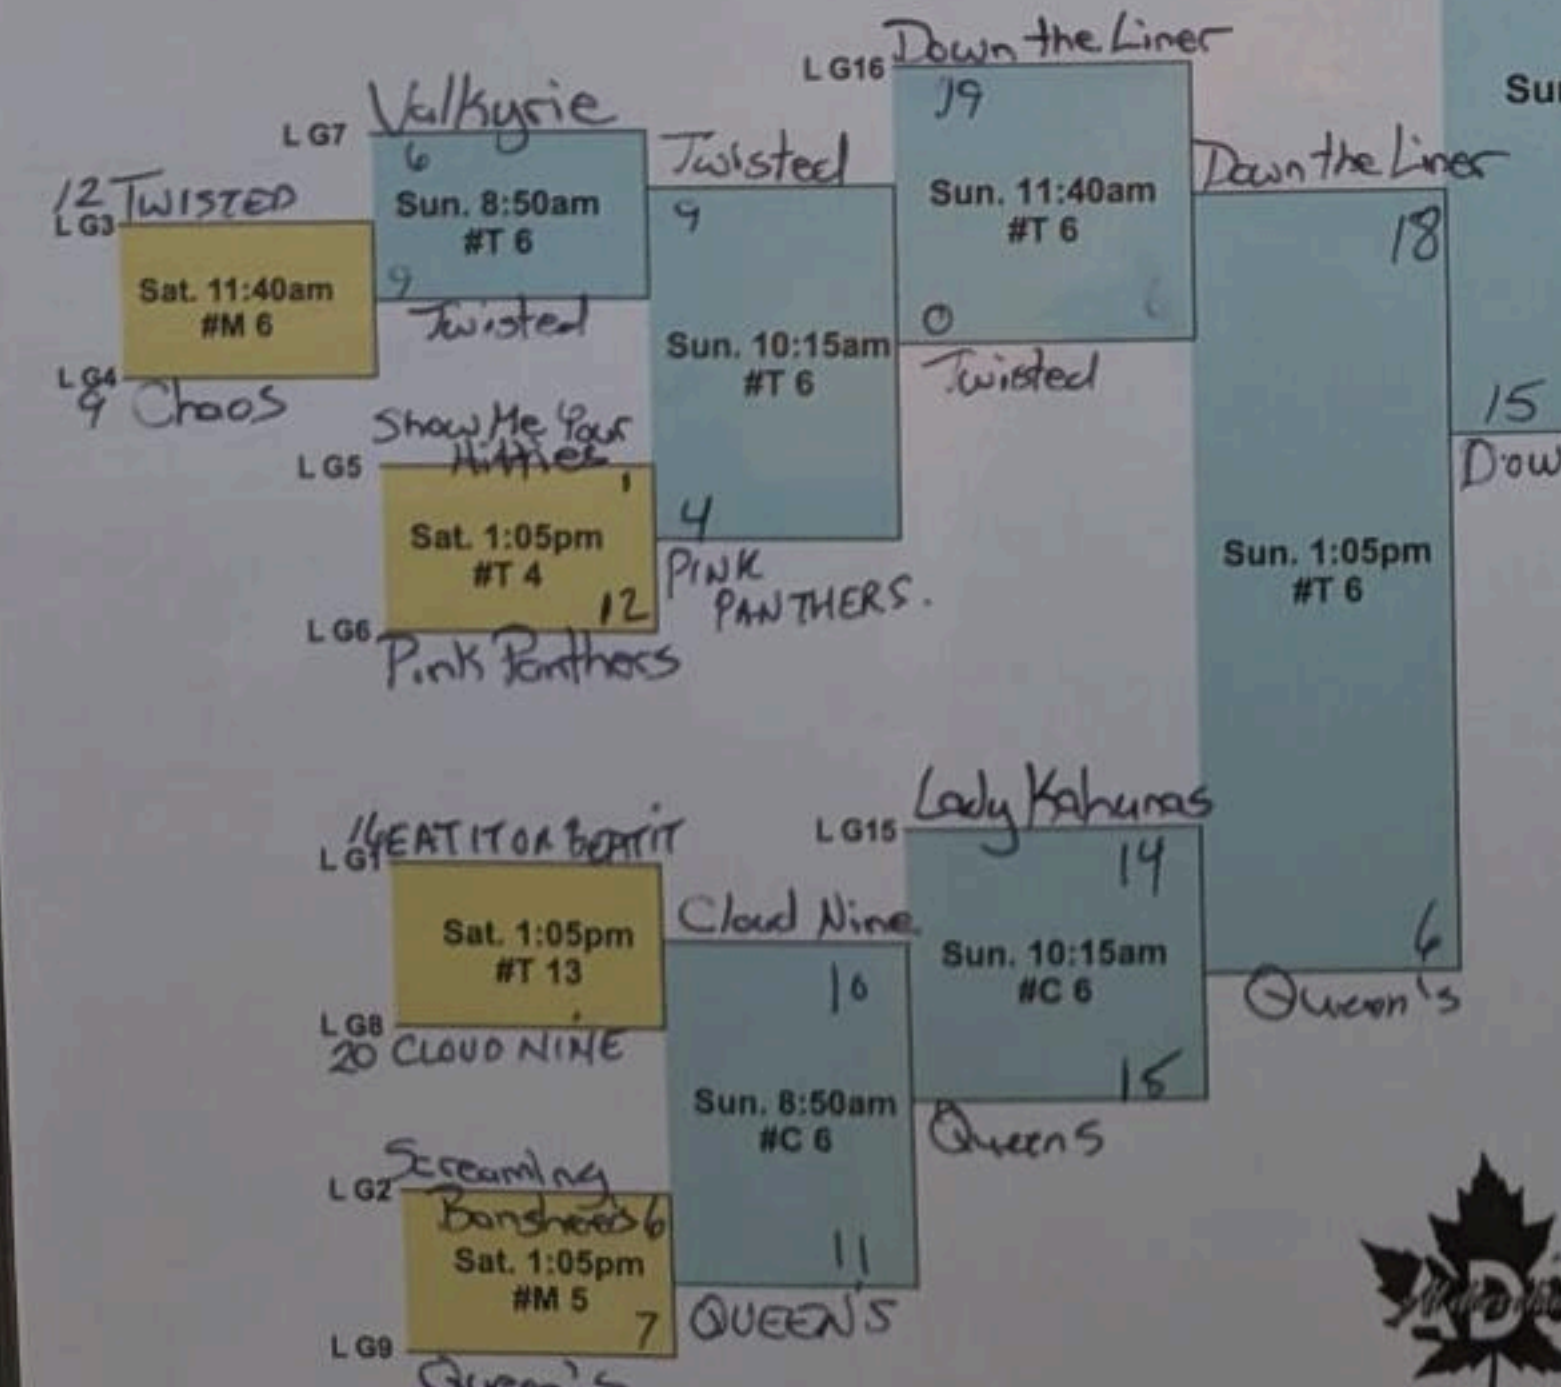 LG16 Down the Liner
19
Sun
Valkyrie
LG7
6
Sun. 8:50am
#T 6
9
Twisted
12 TWISTED
LG3
Sat. 11:40am
#M 6
LG4
9 Chaos
Twisted
9
Sun. 10:15am
#T 6
4
PINK
PANTHERS.
Sun. 11:40am
#T 6
0
Twisted
Down the Liner
18
Sun. 1:05pm
#T 6
6
Queen's
15
Dow
Show Me Your
Hitties
LG5
1
Sat. 1:05pm
#T 4
12
LG6
Pink Panthers
Lady Kahunas
LG15
14
Sun. 10:15am
#C 6
15
Queens
EAT IT OR BEAT IT
LG1
Sat. 1:05pm
#T 13
LG8
20 CLOUD NINE
Cloud Nine
10
Sun. 8:50am
#C 6
11
QUEEN'S
Screaming
LG2
Banshees 6
Sat. 1:05pm
#M 5
7
LG9
Queen's